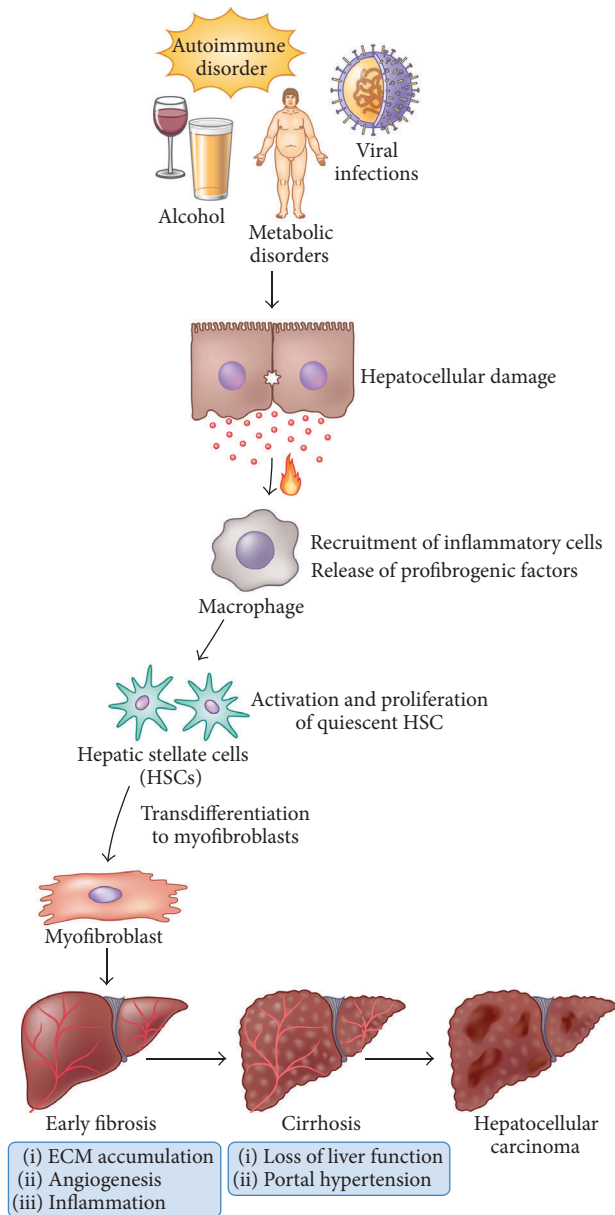 Autoimmune
disorder
Viral
infections
Alcohol
Metabolic
disorders
Hepatocellular damage
Recruitment of inflammatory cells
Release of profibrogenic factors
Macrophage
Activation and proliferation
of quiescent HSC
Hepatic stellate cells
(HSCs)
Transdifferentiation
to myofibroblasts
Myofibroblast
Early fibrosis
Cirrhosis
Hepatocellular
carcinoma
(i) ECM accumulation
(ii) Angiogenesis
(iii) Inflammation
(i) Loss of liver function
(ii) Portal hypertension